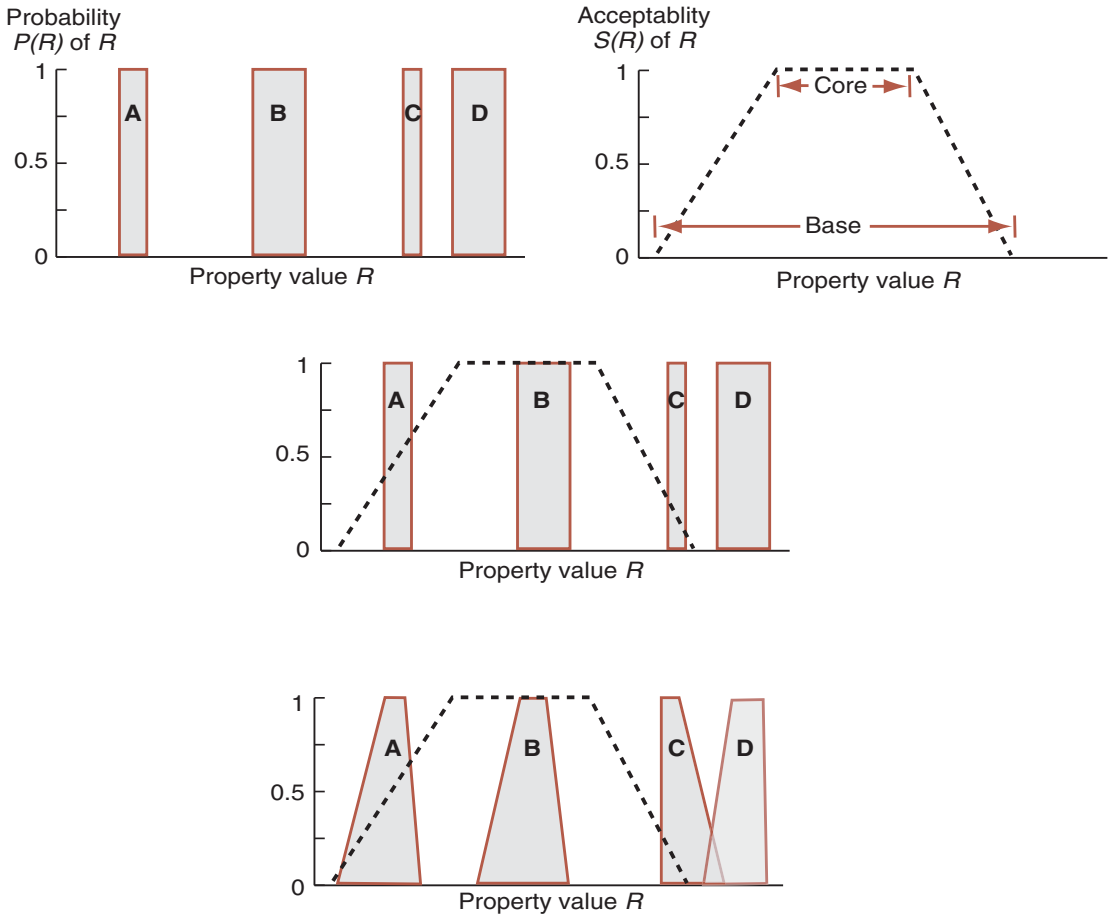 Probability
P(R) of R
1
0.5
0
A
B
C
D
Property value R
Acceptablity
S(R) of R
1
0.5
0
Core
Base
Property value R
1
0.5
0
A
B
C
D
Property value R
1
0.5
0
A
B
C
D
Property value R